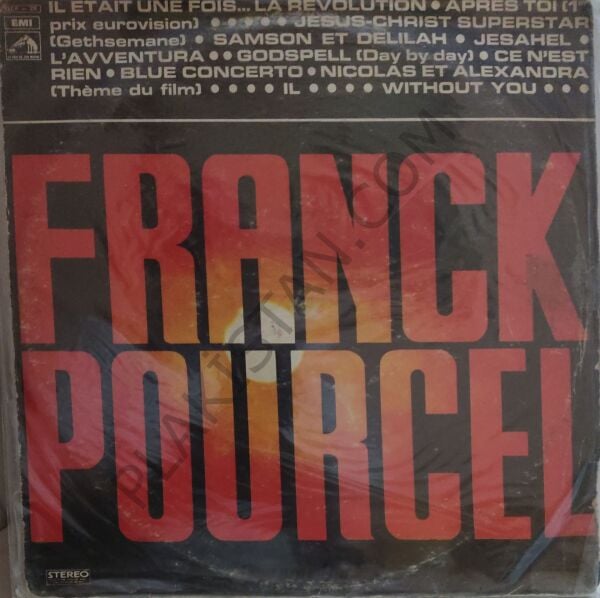 EMI
IL ETAIT UNE FOIS... LA REVOLUTION • APRES TOI (1
prix eurovision) • • • • • JESUS-CHRIST SUPERSTAR
(Gethsemane) • SAMSON ET DELILAH • JESAHEL •
L'AVVENTURA •• GODSPELL (Day by day) • CE N'EST
RIEN • BLUE CONCERTO • NICOLAS ET ALEXANDRA
(Thème du film) • • • • IL • • • • WITHOUT YOU • • •
FRANCK
POURCEL
PLAKISTAN.COM
STEREO